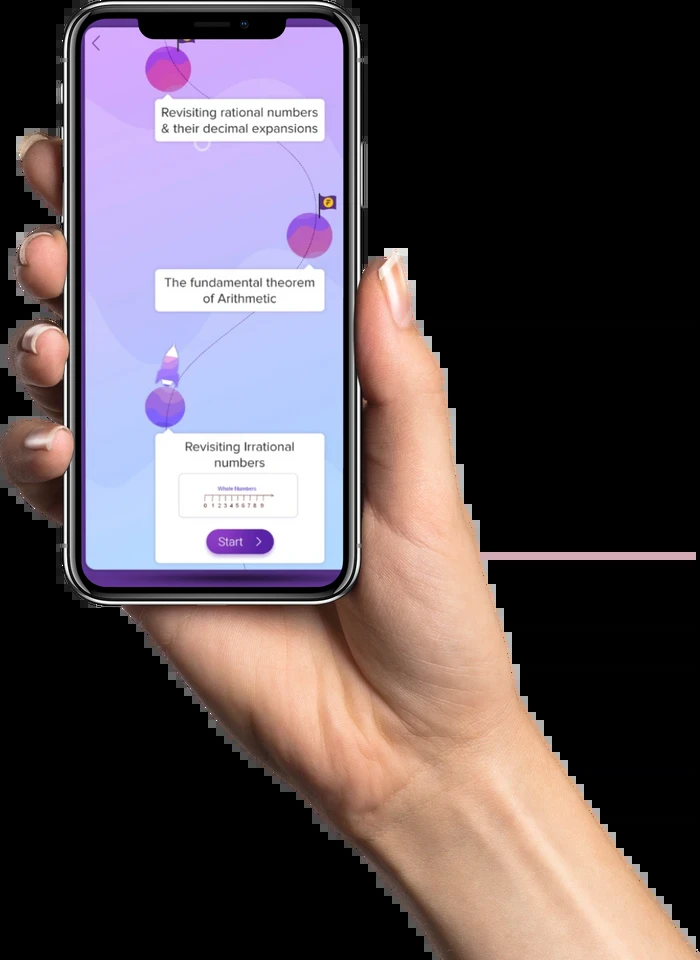 Revisiting rational numbers
& their decimal expansions
The fundamental theorem
of Arithmetic
Revisiting Irrational
numbers
Whole Numbers
0 1 2 3 4 5 6 7 8 9
Start